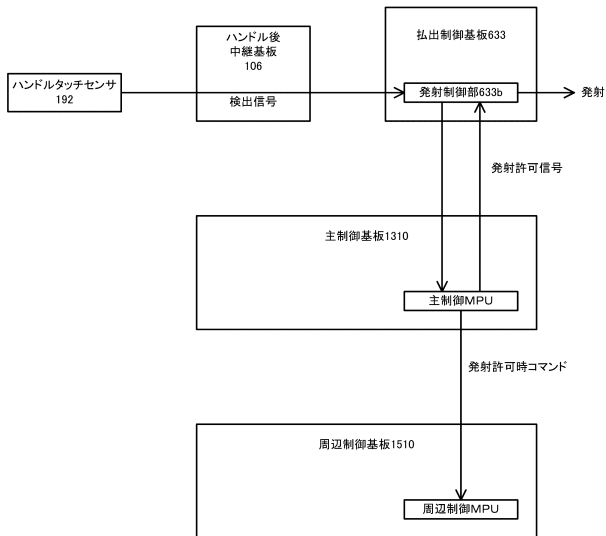 ハンドル後
中継基板
106
払出制御基板633
ハンドルタッチセンサ
192
検出信号
発射制御部633b
発射
発射許可信号
主制御基板1310
主制御MPU
発射許可時コマンド
周辺制御基板1510
周辺制御MPU